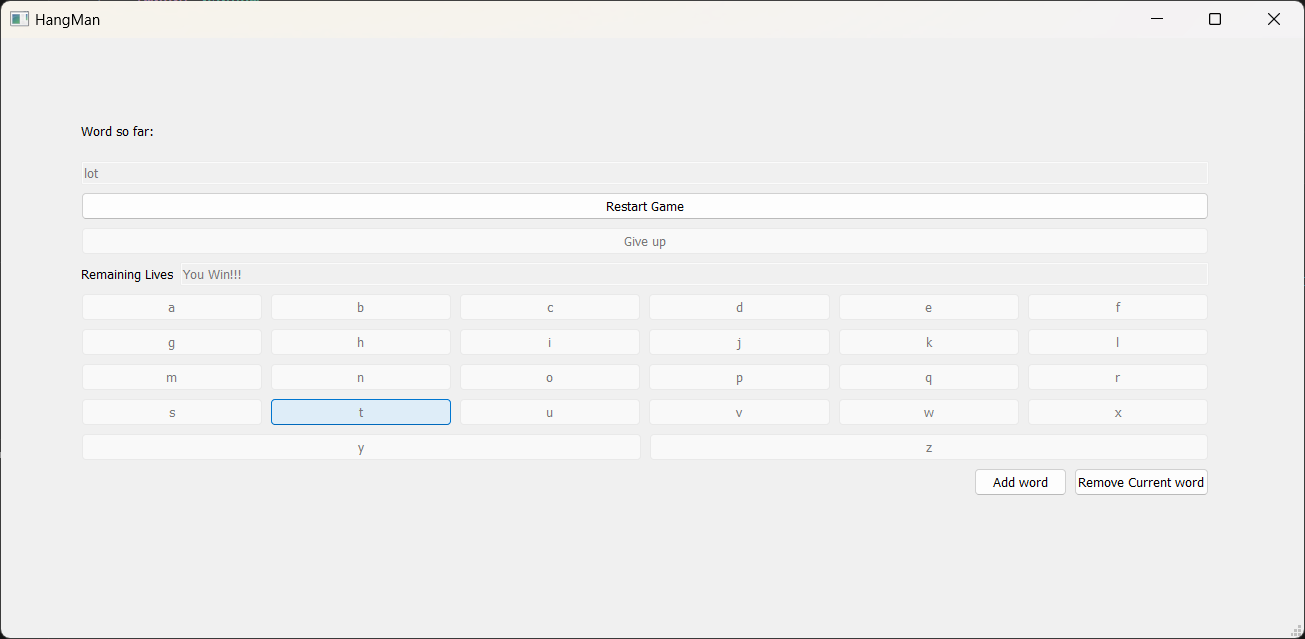 HangMan
Word so far:
lot
Restart Game
Give up
Remaining Lives You Win!!!
a b c d e f
g h i j k l
m n o p q r
s t u v w x
y z
Add word Remove Current word